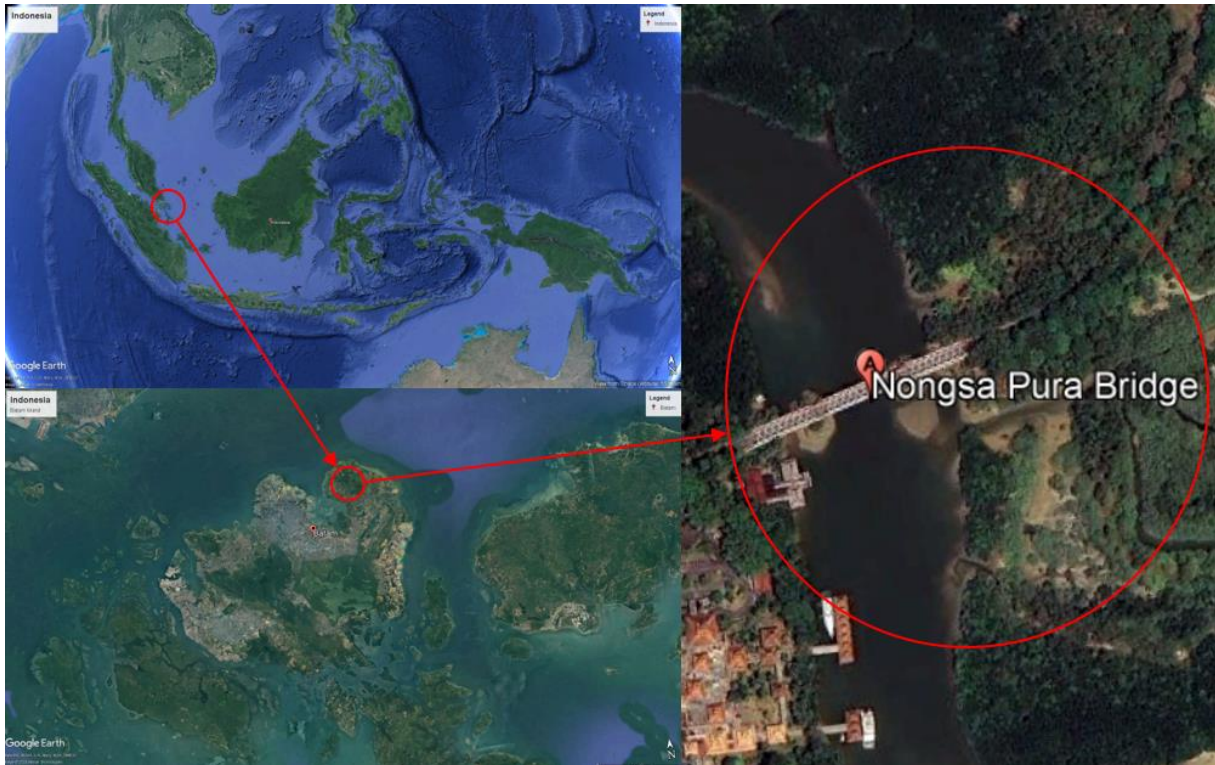 Indonesia
Legend
Indonesia
Google Earth
N
Indonesia
Batam Island
Legend
Batam
Google Earth
N
A
Nongsa Pura Bridge